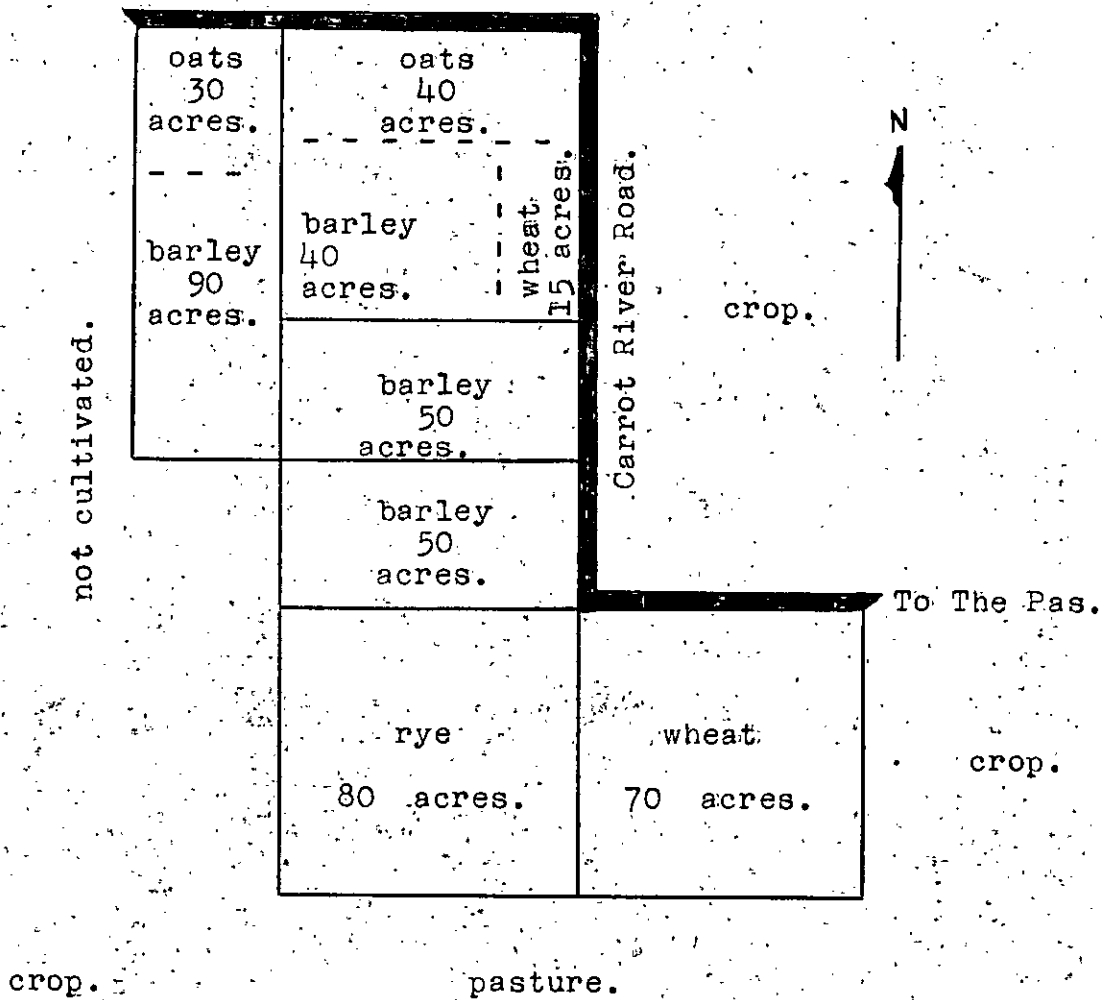 oats
30
acres.
oats
40
acres.
barley
90
acres.
barley
40
acres.
wheat
15 acres.
Carrot River Road.
N
crop.
not cultivated.
barley
50
acres.
barley
50
acres.
To The Pas.
rye
80 acres.
wheat
70 acres.
crop.
crop.
pasture.